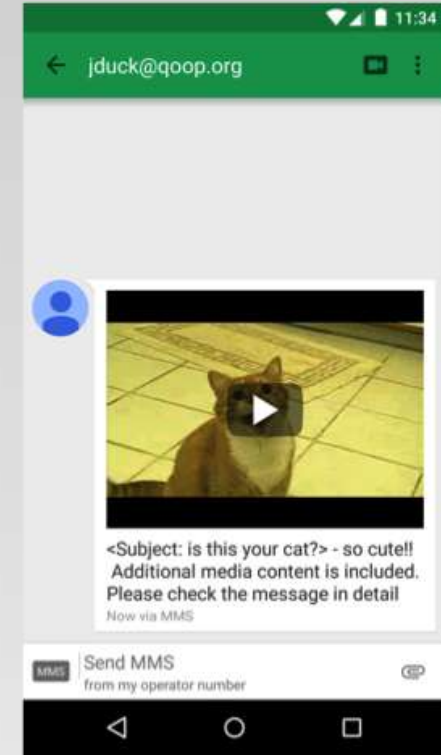 11:34
jduck@qoop.org
<Subject: is this your cat?> - so cute!!
Additional media content is included.
Please check the message in detail
Now via MMS
MMS
Send MMS
from my operator number